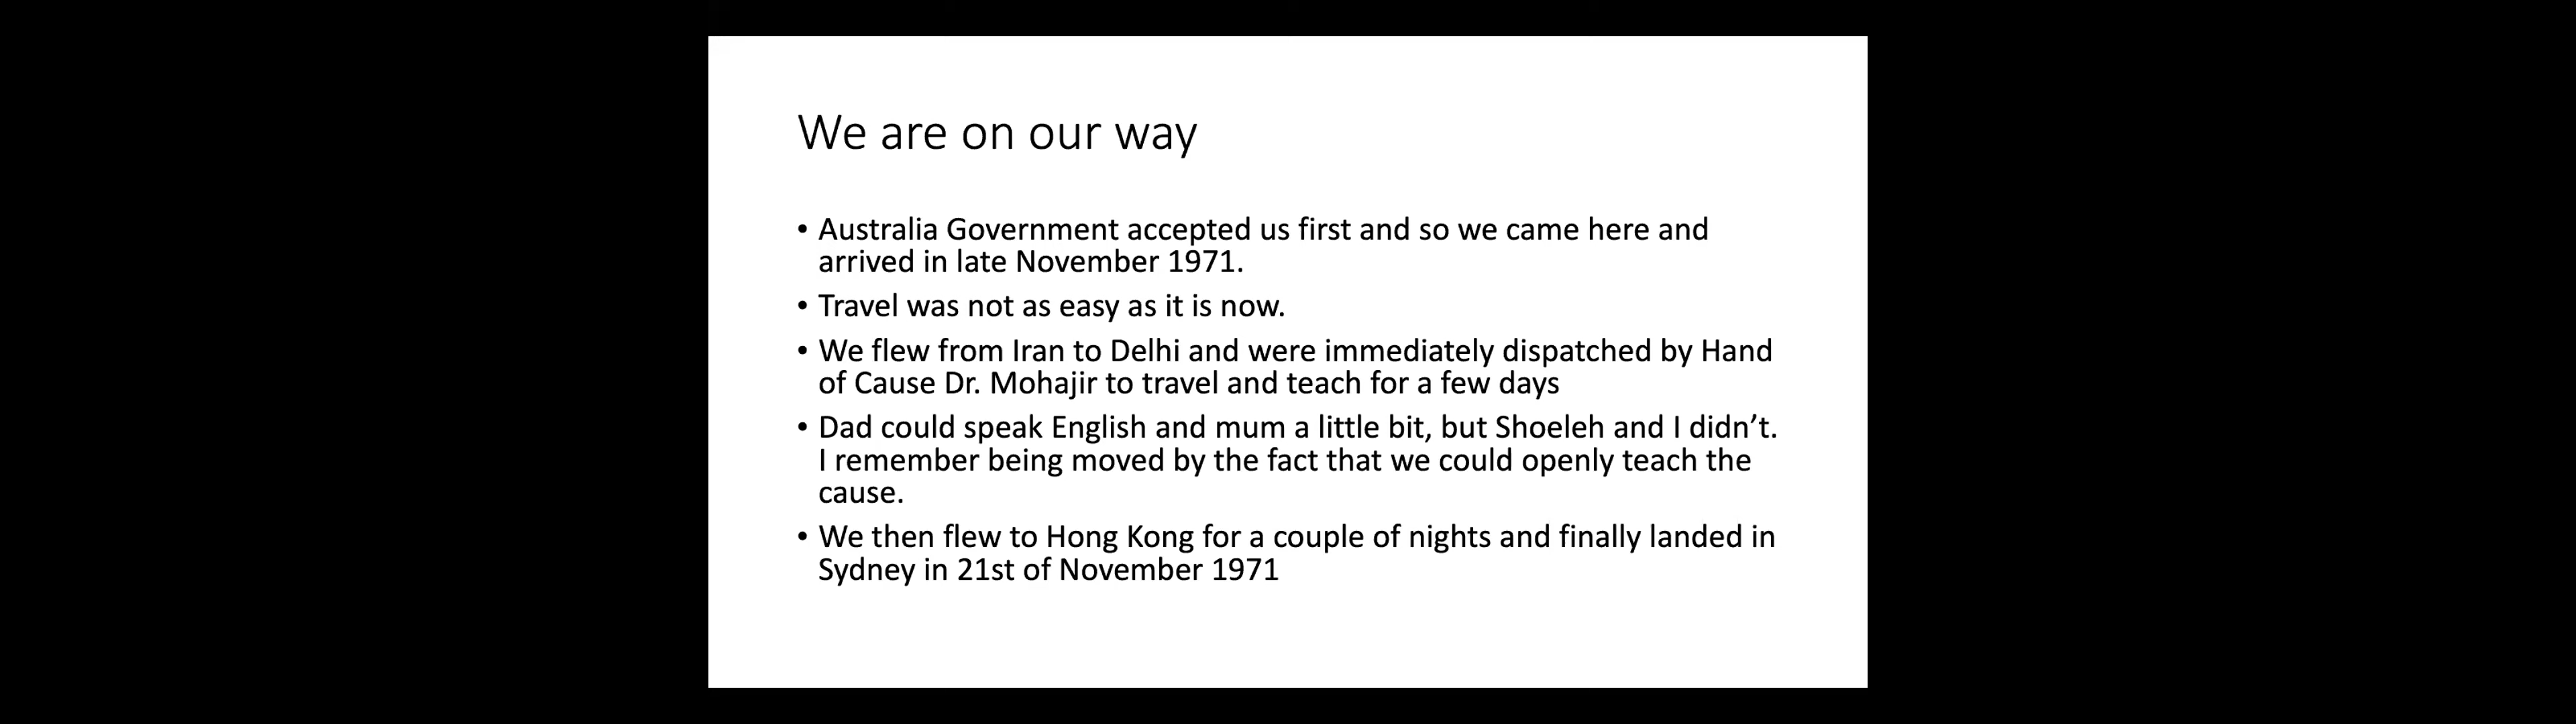 We are on our way
• Australia Government accepted us first and so we came here and
arrived in late November 1971.
• Travel was not as easy as it is now.
• We flew from Iran to Delhi and were immediately dispatched by Hand
of Cause Dr. Mohajir to travel and teach for a few days
• Dad could speak English and mum a little bit, but Shoeleh and I didn’t.
I remember being moved by the fact that we could openly teach the
cause.
• We then flew to Hong Kong for a couple of nights and finally landed in
Sydney in 21st of November 1971